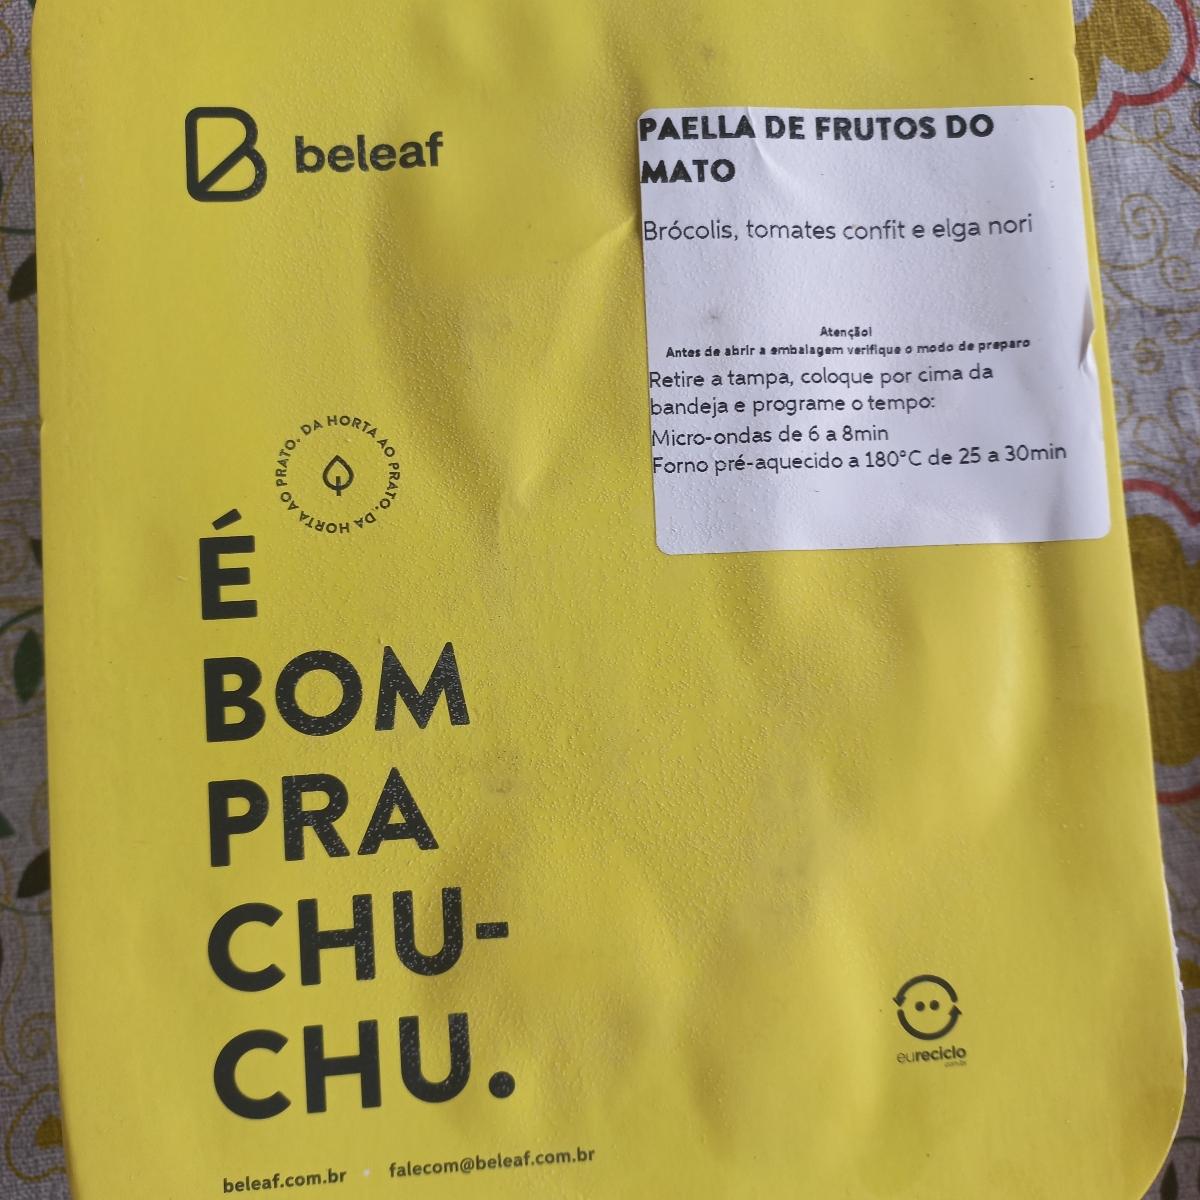 beleaf
PAELLA DE FRUTOS DO
MATO
Brócolis, tomates confit e elga nori
Atenção!
Antes de abrir a embalagem verifique o modo de preparo
Retire a tampa, coloque por cima da
bandeja e programe o tempo:
Micro-ondas de 6 a 8min
Forno pré-aquecido a 180°C de 25 a 30min
DA HORTA AO PRATO. DA HORTA AO PRATO.
É
BOM
PRA
CHU-
CHU.
eureciclo
beleaf.com.br • falecom@beleaf.com.br